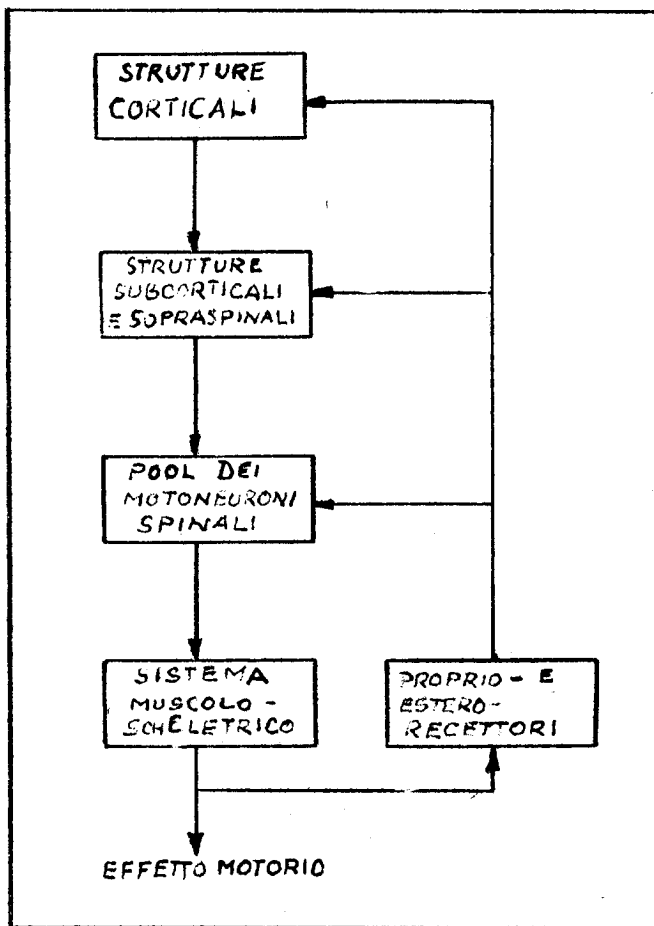 STRUTTURE
CORTICALI
STRUTTURE
SUBCORTICALI
E SOPRASPINALI
POOL DEI
MOTONEURONI
SPINALI
SISTEMA
MUSCOLO -
SCHELETRICO
PROPRIO - E
ESTERO-
RECETTORI
EFFETTO MOTORIO